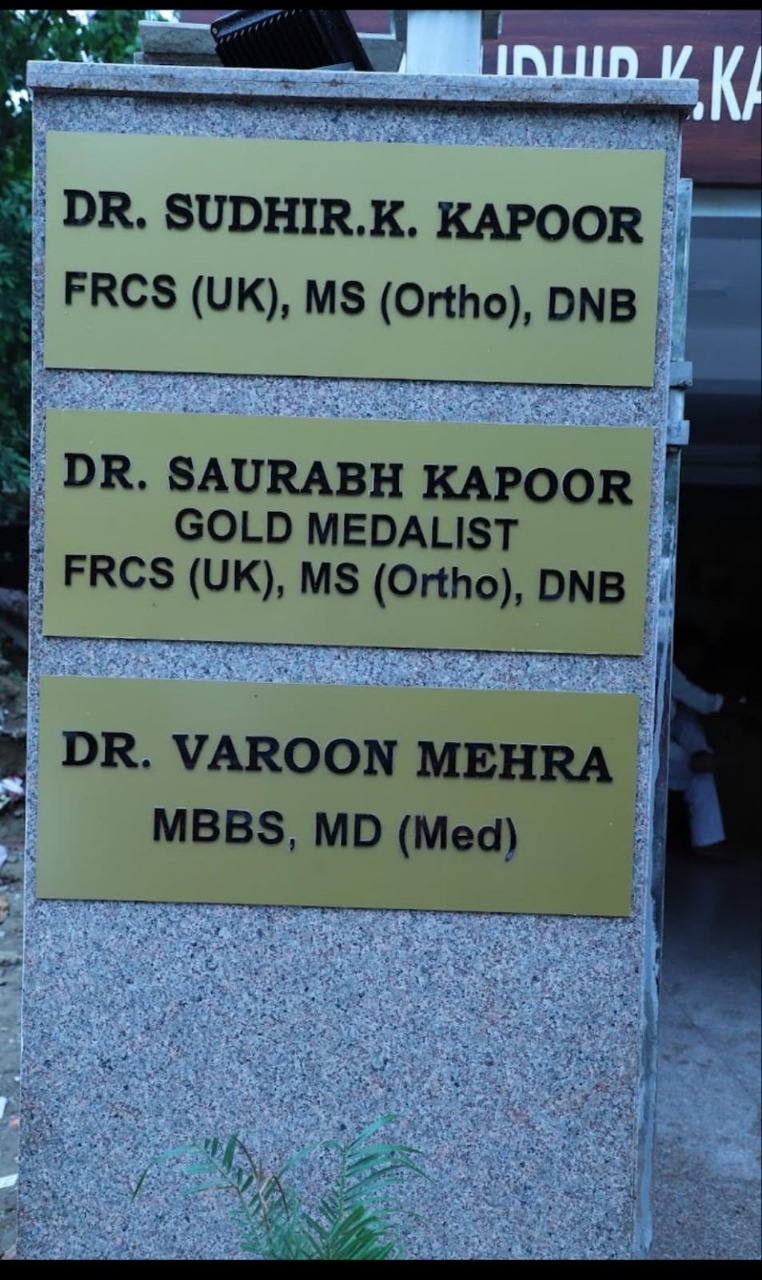 K.KA
DR. SUDHIR.K. KAPOOR
FRCS (UK), MS (Ortho), DNB
DR. SAURABH KAPOOR
GOLD MEDALIST
FRCS (UK), MS (Ortho), DNB
DR. VAROON MEHRA
MBBS, MD (Med)